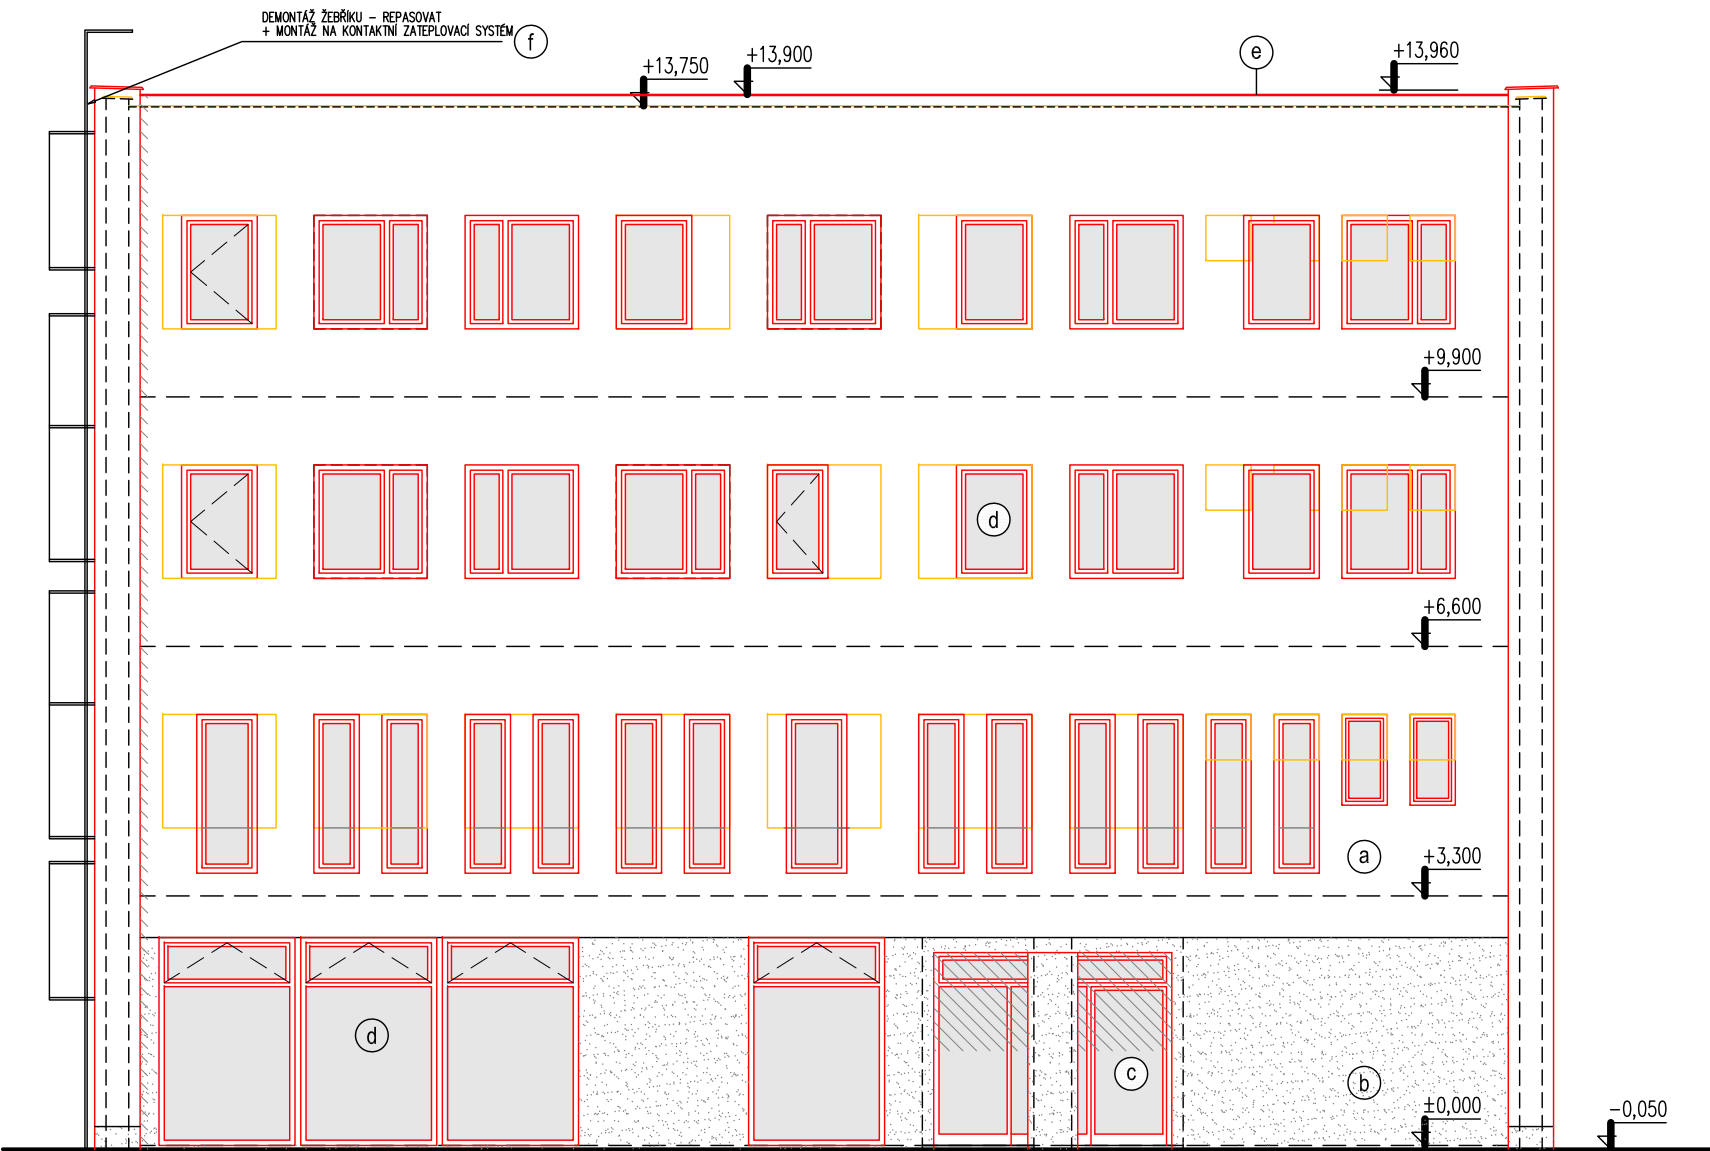 DEMONTÁŽ ŽEBŘÍKU – REPASOVAT
+ MONTÁŽ NA KONTAKTNÍ ZATEPLOVACÍ SYSTÉM
f
+13,750
+13,900
e
+13,960
+9,900
d
+6,600
a
+3,300
d
c
b
±0,000
-0,050